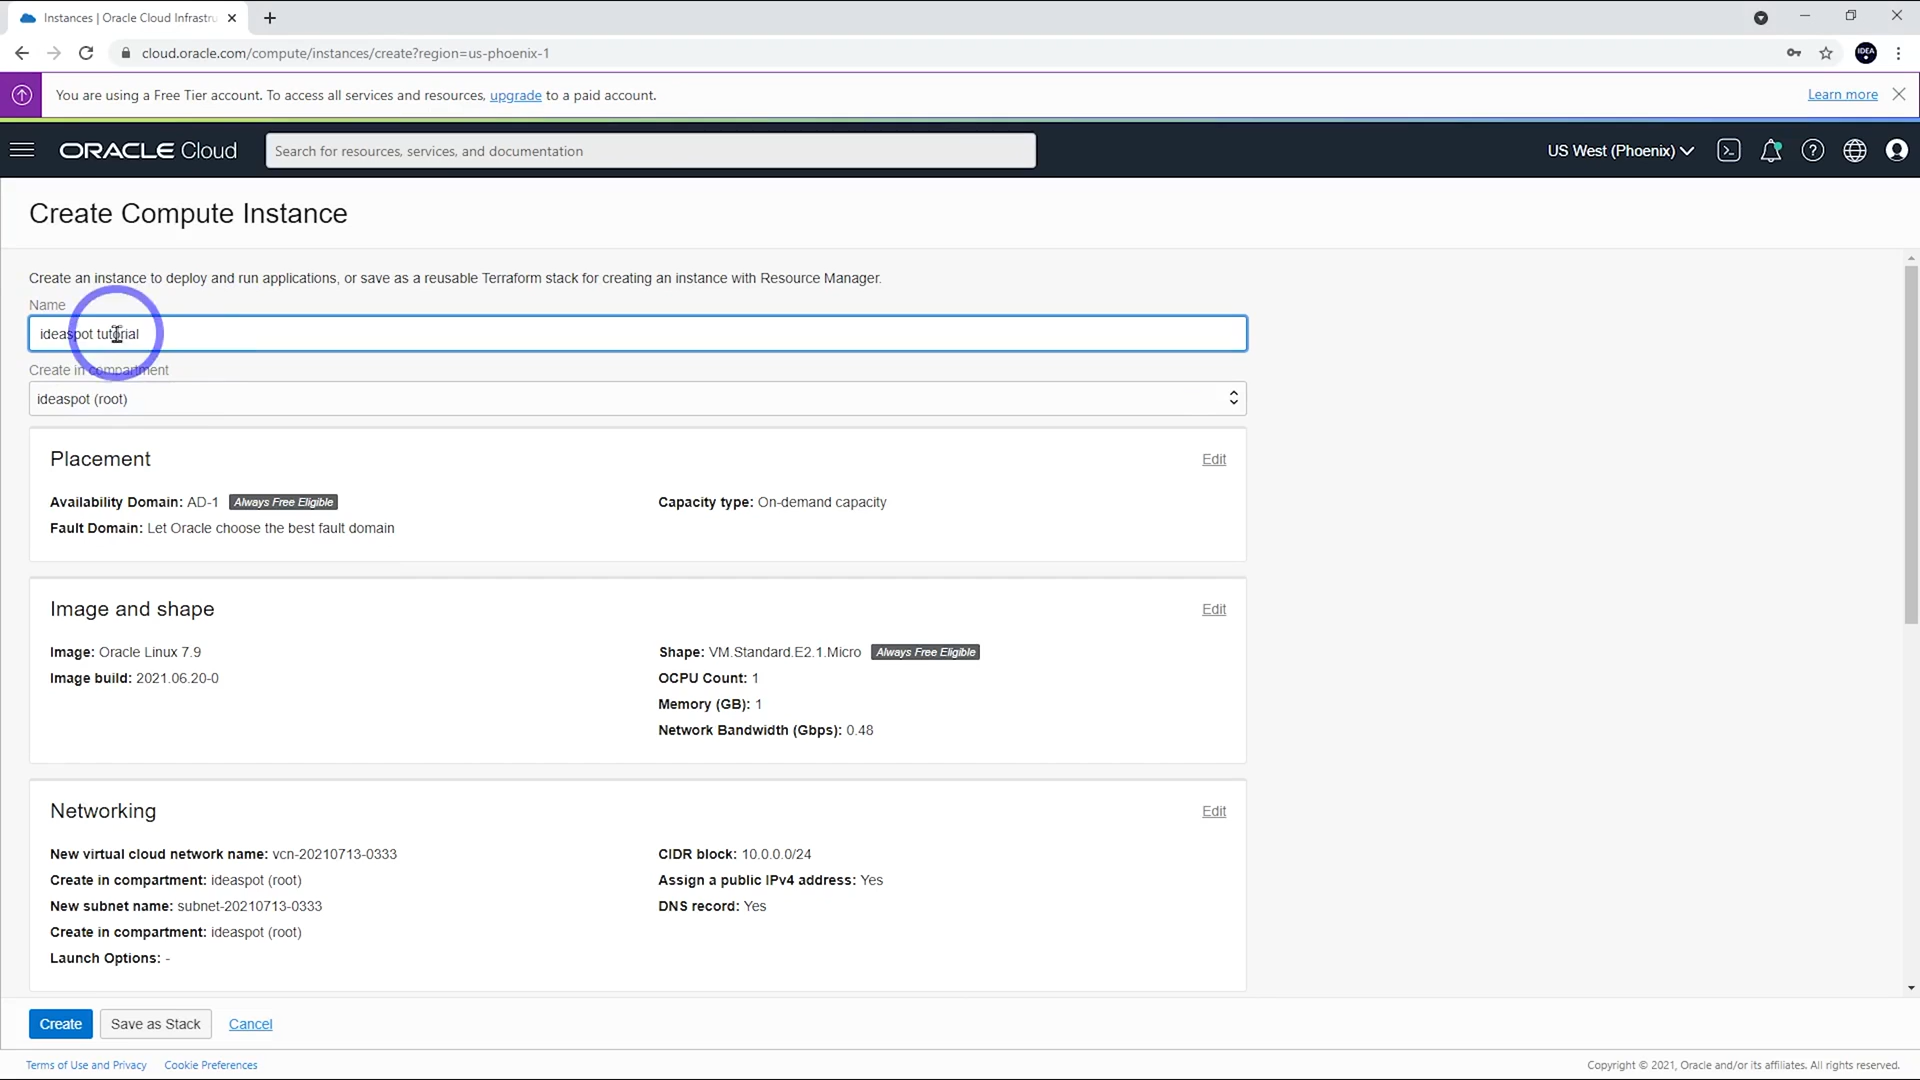 Instances | Oracle Cloud Infrastru
cloud.oracle.com/compute/instances/create?region=us-phoenix-1
IDEA
You are using a Free Tier account. To access all services and resources, upgrade to a paid account.
Learn more
ORACLE Cloud
Search for resources, services, and documentation
US West (Phoenix)
Create Compute Instance
Create an instance to deploy and run applications, or save as a reusable Terraform stack for creating an instance with Resource Manager.
Name
ideaspot tutorial
Create in compartment
ideaspot (root)
Placement
Edit
Availability Domain: AD-1 Always Free Eligible
Capacity type: On-demand capacity
Fault Domain: Let Oracle choose the best fault domain
Image and shape
Edit
Image: Oracle Linux 7.9
Image build: 2021.06.20-0
Shape: VM.Standard.E2.1.Micro Always Free Eligible
OCPU Count: 1
Memory (GB): 1
Network Bandwidth (Gbps): 0.48
Networking
Edit
New virtual cloud network name: vcn-20210713-0333
Create in compartment: ideaspot (root)
New subnet name: subnet-20210713-0333
Create in compartment: ideaspot (root)
Launch Options: -
CIDR block: 10.0.0.0/24
Assign a public IPv4 address: Yes
DNS record: Yes
Create
Save as Stack
Cancel
Terms of Use and Privacy
Cookie Preferences
Copyright © 2021, Oracle and/or its affiliates. All rights reserved.